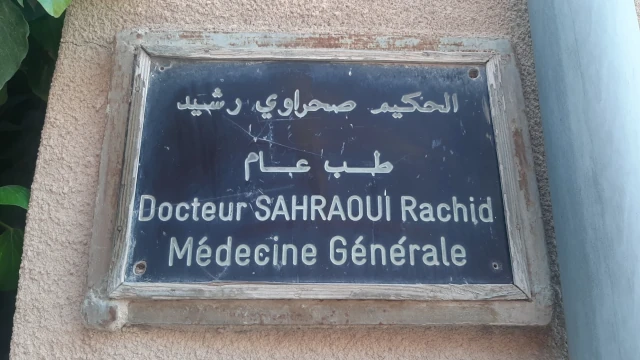 الحكيم صحراوي رشيد
طب عام
Docteur SAHRAOUI Rachid
Médecine Générale